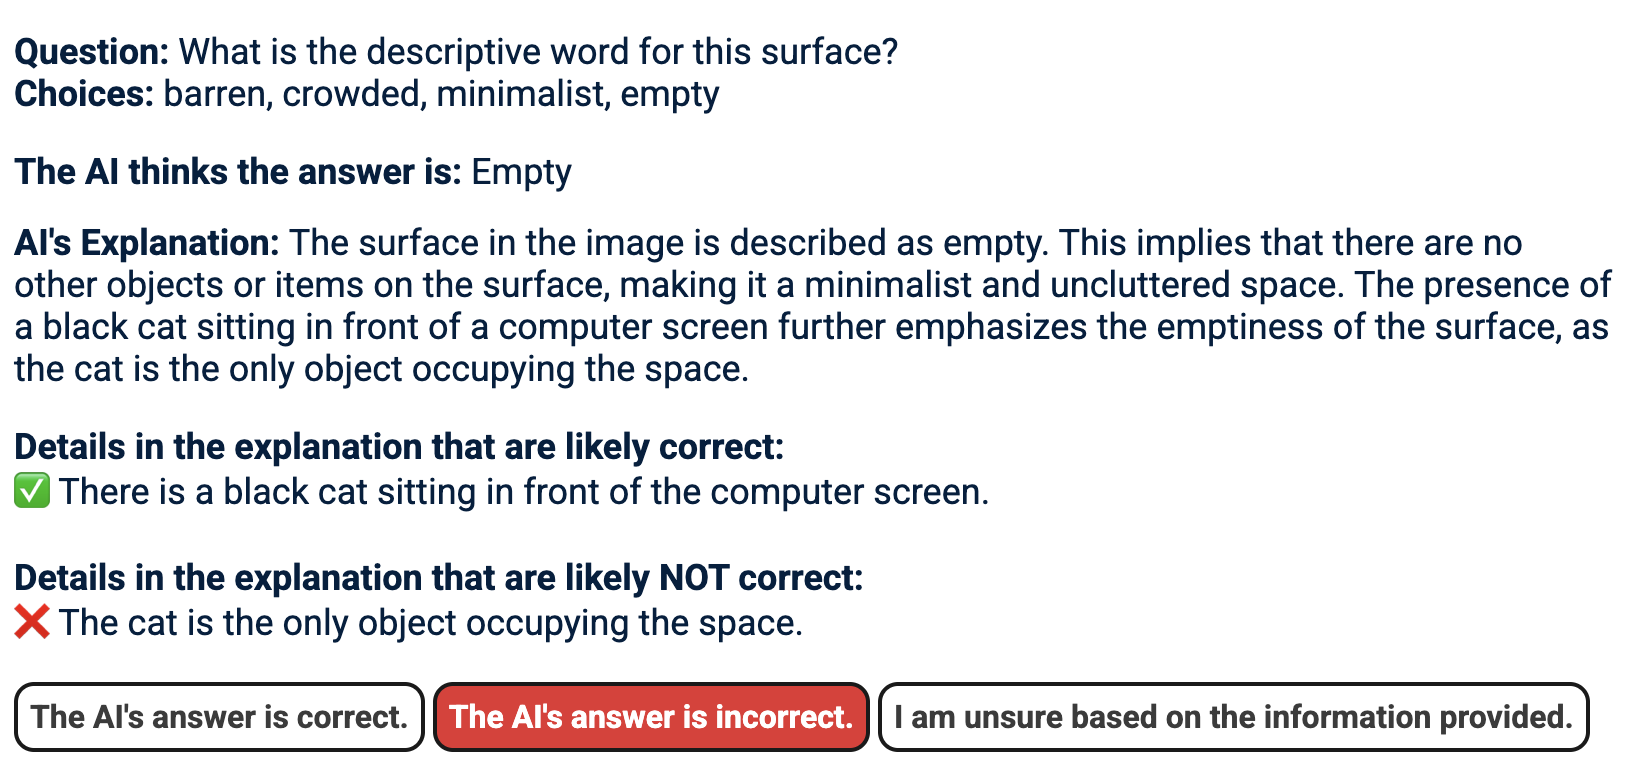 Question: What is the descriptive word for this surface?
Choices: barren, crowded, minimalist, empty
The AI thinks the answer is: Empty
AI's Explanation: The surface in the image is described as empty. This implies that there are no
other objects or items on the surface, making it a minimalist and uncluttered space. The presence of
a black cat sitting in front of a computer screen further emphasizes the emptiness of the surface, as
the cat is the only object occupying the space.
Details in the explanation that are likely correct:
✅ There is a black cat sitting in front of the computer screen.
Details in the explanation that are likely NOT correct:
❌ The cat is the only object occupying the space.
The AI's answer is correct. The AI's answer is incorrect. I am unsure based on the information provided.